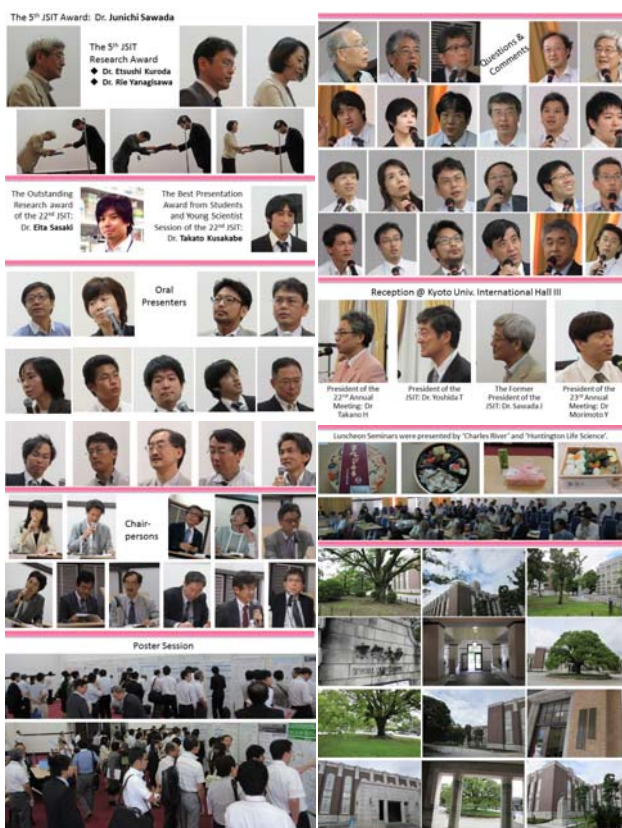 The 5th JSIT Award: Dr. Junichi Sawada
The 5th JSIT
Research Award
◆ Dr. Etsushi Kuroda
◆ Dr. Rie Yanagisawa
The Outstanding
Research award
of the 22nd JSIT:
Dr. Eita Sasaki
The Best Presentation
Award from Students
and Young Scientist
Session of the 22nd JSIT:
Dr. Takato Kusakabe
Oral
Presenters
Chair-
persons
Poster Session
Questions &
Comments
Reception @ Kyoto Univ. International Hall III
President of the
22nd Annual
Meeting: Dr
Takano H
President of the
JSIT: Dr. Yoshida T
The Former
President of the
JSIT: Dr. Sawada J
President of the
23rd Annual
Meeting: Dr
Morimoto Y
Luncheon Seminars were presented by 'Charles River' and 'Huntington Life Science'.